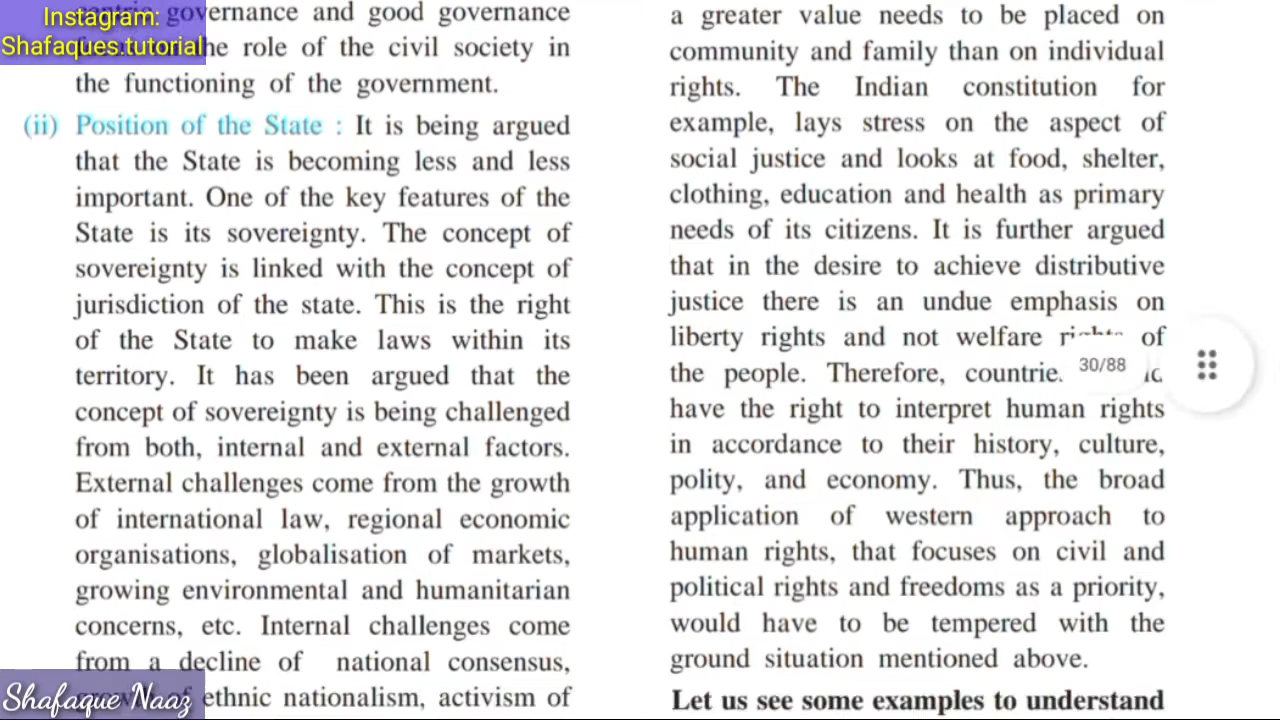 Instagram:
Shafaques.tutorial
governance and good governance
he role of the civil society in
the functioning of the government.
(ii) Position of the State : It is being argued
that the State is becoming less and less
important. One of the key features of the
State is its sovereignty. The concept of
sovereignty is linked with the concept of
jurisdiction of the state. This is the right
of the State to make laws within its
territory. It has been argued that the
concept of sovereignty is being challenged
from both, internal and external factors.
External challenges come from the growth
of international law, regional economic
organisations, globalisation of markets,
growing environmental and humanitarian
concerns, etc. Internal challenges come
from a decline of national consensus,
ethnic nationalism, activism of
Shafaque Naaz
a greater value needs to be placed on
community and family than on individual
rights. The Indian constitution for
example, lays stress on the aspect of
social justice and looks at food, shelter,
clothing, education and health as primary
needs of its citizens. It is further argued
that in the desire to achieve distributive
justice there is an undue emphasis on
liberty rights and not welfare rights of
the people. Therefore, countrie
30/88
have the right to interpret human rights
in accordance to their history, culture,
polity, and economy. Thus, the broad
application of western approach to
human rights, that focuses on civil and
political rights and freedoms as a priority,
would have to be tempered with the
ground situation mentioned above.
Let us see some examples to understand